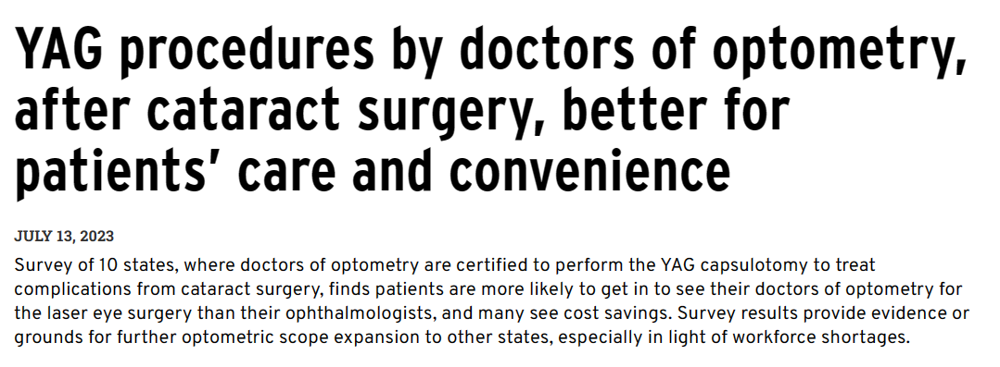 YAG procedures by doctors of optometry,
after cataract surgery, better for
patients’ care and convenience
JULY 13, 2023
Survey of 10 states, where doctors of optometry are certified to perform the YAG capsulotomy to treat
complications from cataract surgery, finds patients are more likely to get in to see their doctors of optometry for
the laser eye surgery than their ophthalmologists, and many see cost savings. Survey results provide evidence or
grounds for further optometric scope expansion to other states, especially in light of workforce shortages.